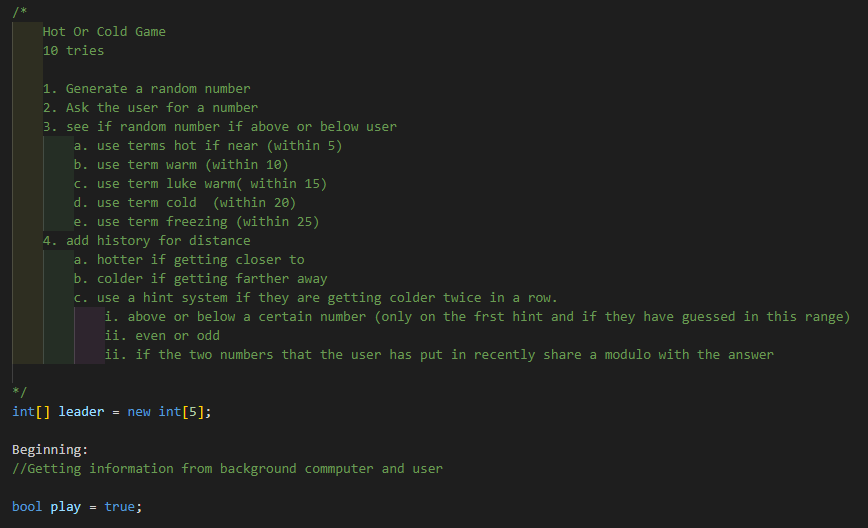 /*
Hot Or Cold Game
10 tries
1. Generate a random number
2. Ask the user for a number
3. see if random number if above or below user
a. use terms hot if near (within 5)
b. use term warm (within 10)
c. use term luke warm( within 15)
d. use term cold  (within 20)
e. use term freezing (within 25)
4. add history for distance
a. hotter if getting closer to
b. colder if getting farther away
c. use a hint system if they are getting colder twice in a row.
i. above or below a certain number (only on the frst hint and if they have guessed in this range)
ii. even or odd
ii. if the two numbers that the user has put in recently share a modulo with the answer
*/
int[] leader = new int[5];
Beginning:
//Getting information from background commputer and user
bool play = true;